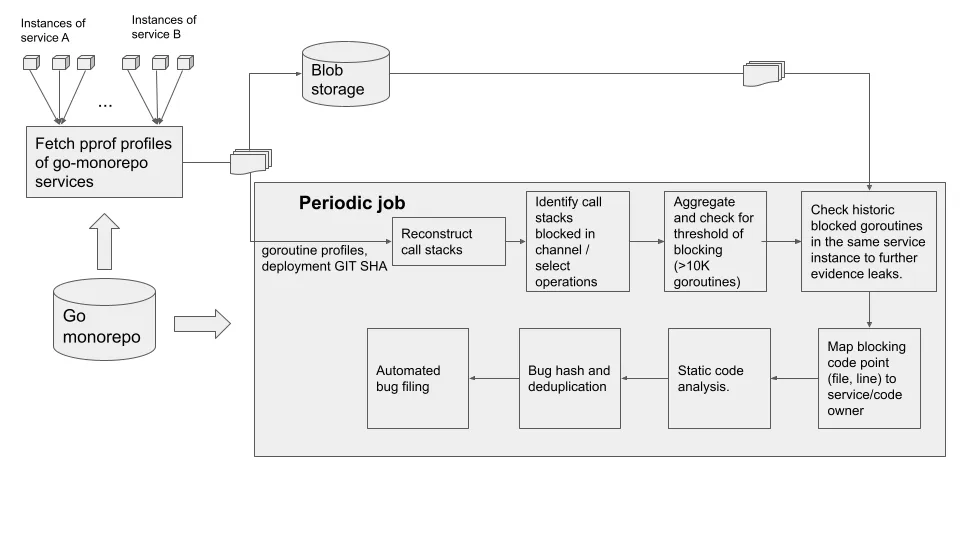 Instances of
service A
Instances of
service B
...
Fetch pprof profiles
of go-monorepo
services
Blob
storage
Periodic job
goroutine profiles,
deployment GIT SHA
Reconstruct
call stacks
Identify call
stacks
blocked in
channel /
select
operations
Aggregate
and check for
threshold of
blocking
(>10K
goroutines)
Check historic
blocked goroutines
in the same service
instance to further
evidence leaks.
Go
monorepo
Map blocking
code point
(file, line) to
service/code
owner
Static code
analysis.
Bug hash and
deduplication
Automated
bug filing